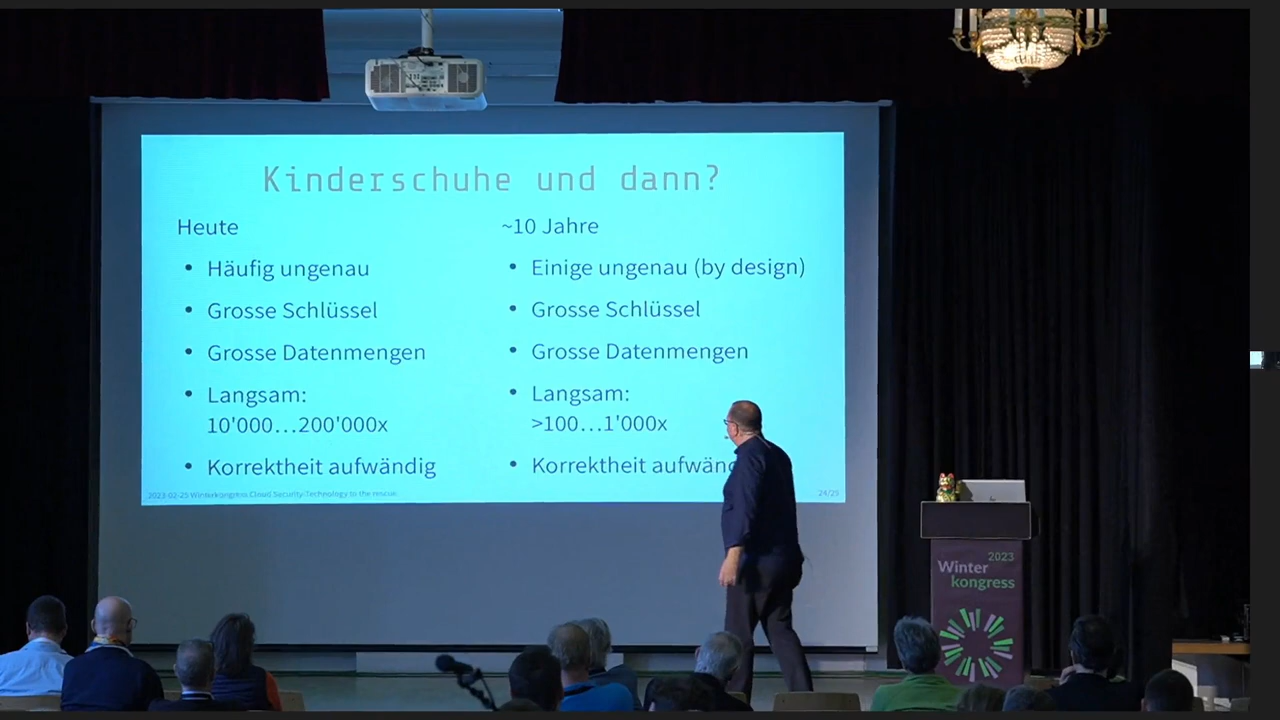 Kinderschuhe und dann?
Heute
• Häufig ungenau
• Grosse Schlüssel
• Grosse Datenmengen
• Langsam:
10'000...200'000x
• Korrektheit aufwändig
~10 Jahre
• Einige ungenau (by design)
• Grosse Schlüssel
• Grosse Datenmengen
• Langsam:
>100...1'000x
• Korrektheit aufwänd
2023-02-25 Winterkongress Cloud Security-Technology to the rescue
24/25
2023
Winter
kongress